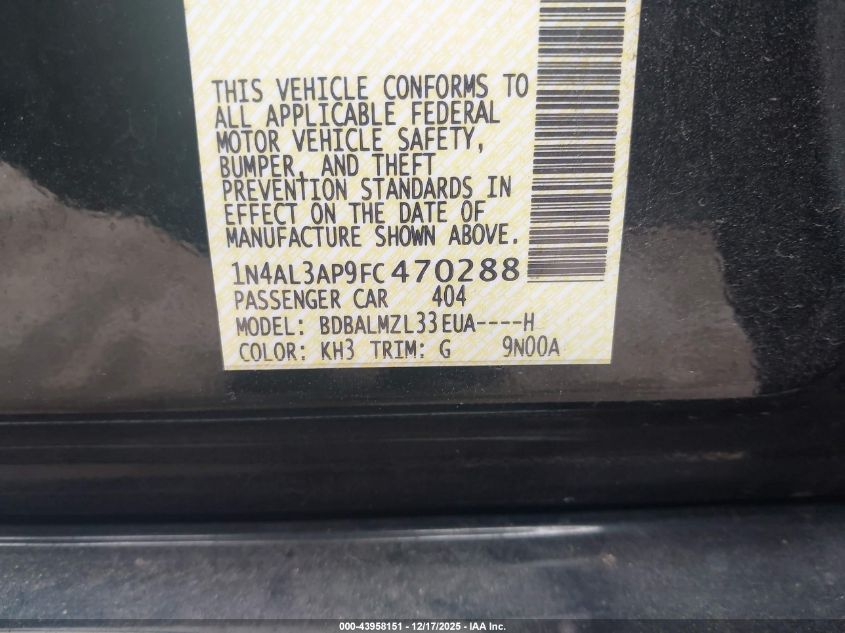 THIS VEHICLE CONFORMS TO
ALL APPLICABLE FEDERAL
MOTOR VEHICLE SAFETY,
BUMPER, AND THEFT
PREVENTION STANDARDS IN
EFFECT ON THE DATE OF
MANUFACTURE SHOWN ABOVE.
1N4AL3AP9FC470288
PASSENGER CAR 404
MODEL: BDBALMZL33EUA----H
COLOR: KH3 TRIM: G 9N00A
000-43958151 - 12/17/2025 - IAA Inc.